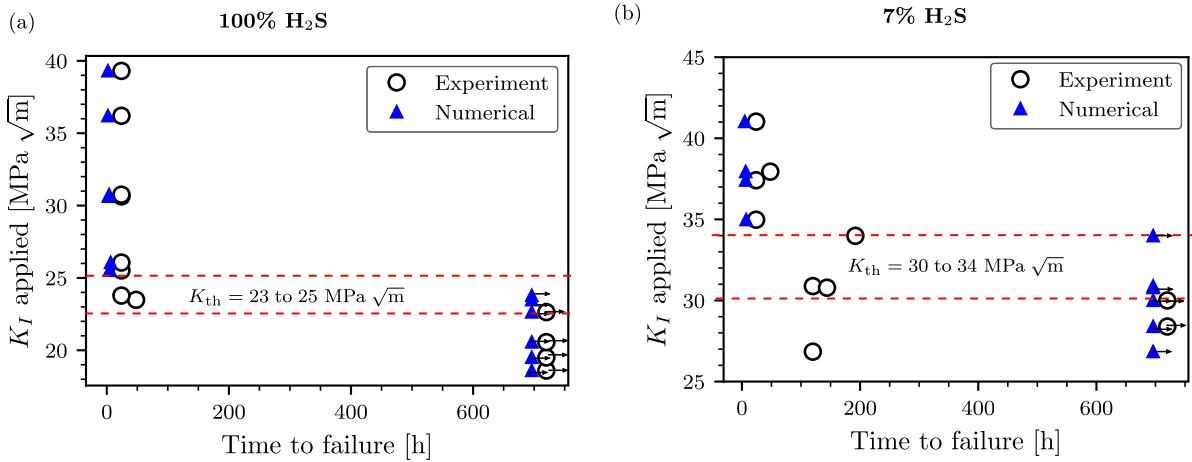 (a)
100% H₂S
40
35
30
25
20
K_I applied [MPa √m]
Experiment
Numerical
K_th = 23 to 25 MPa √m
0
200
400
600
Time to failure [h]
(b)
7% H₂S
45
40
35
30
25
K_I applied [MPa √m]
Experiment
Numerical
K_th = 30 to 34 MPa √m
0
200
400
600
Time to failure [h]